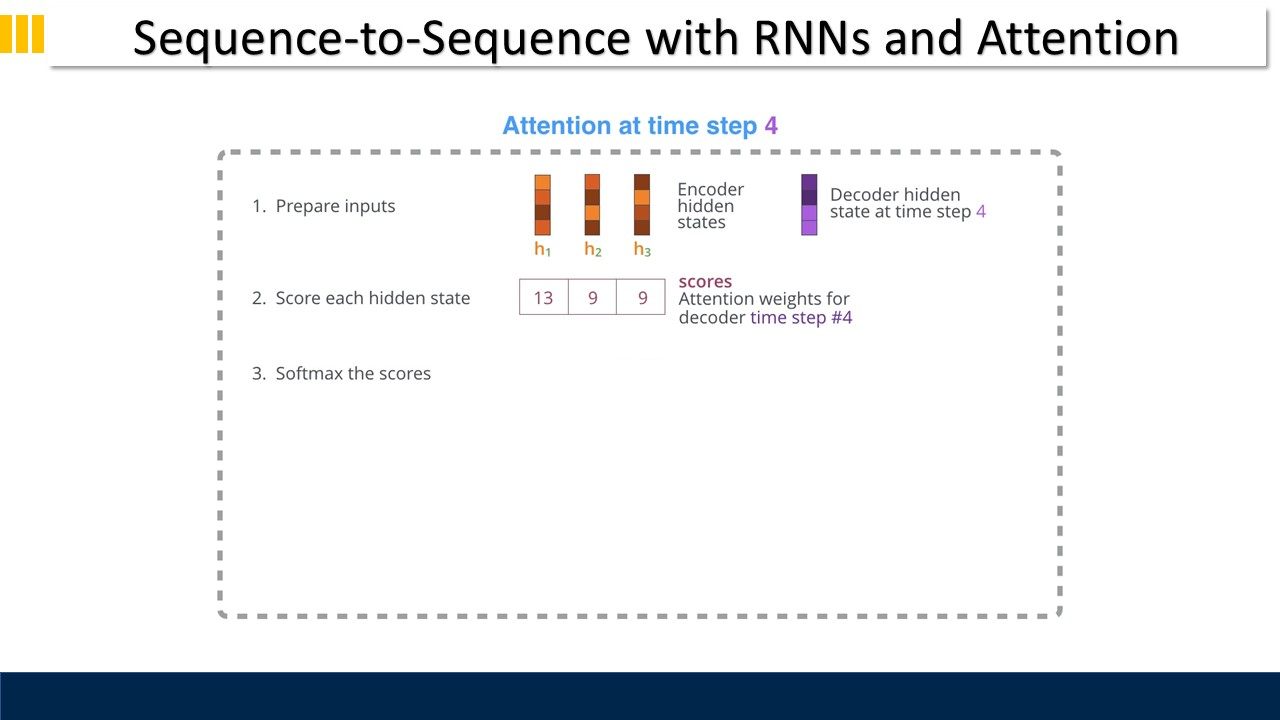 Sequence-to-Sequence with RNNs and Attention
Attention at time step 4
1. Prepare inputs
h1 h2 h3
Encoder
hidden
states
Decoder hidden
state at time step 4
2. Score each hidden state
13 9 9
scores
Attention weights for
decoder time step #4
3. Softmax the scores